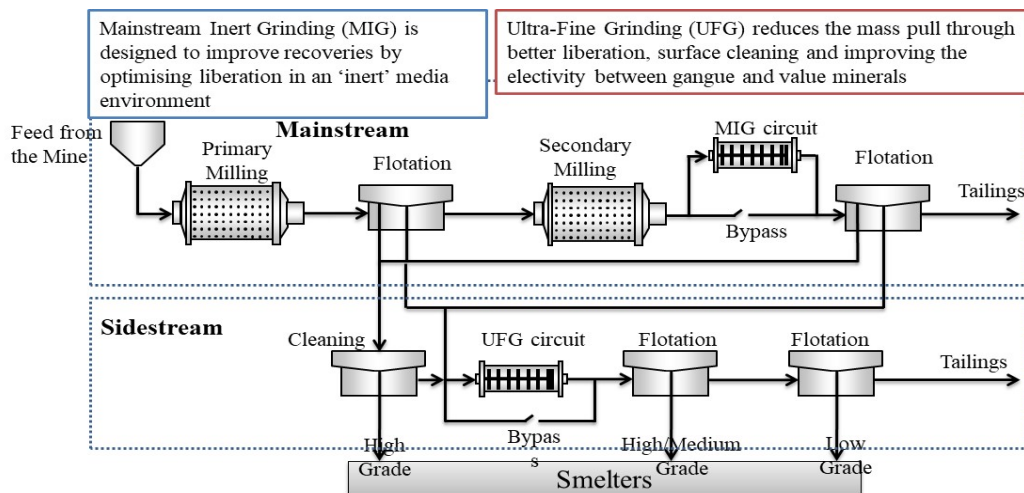 Mainstream Inert Grinding (MIG) is
designed to improve recoveries by
optimising liberation in an ‘inert’ media
environment
Ultra-Fine Grinding (UFG) reduces the mass pull through
better liberation, surface cleaning and improving the
electivity between gangue and value minerals
Feed from
the Mine
Mainstream
Primary
Milling
Flotation
Secondary
Milling
MIG circuit
Flotation
Tailings
Bypass
Sidestream
Cleaning
UFG circuit
Flotation
Flotation
Tailings
Bypas
s
High
Grade
High/Medium
Grade
Low
Grade
Smelters